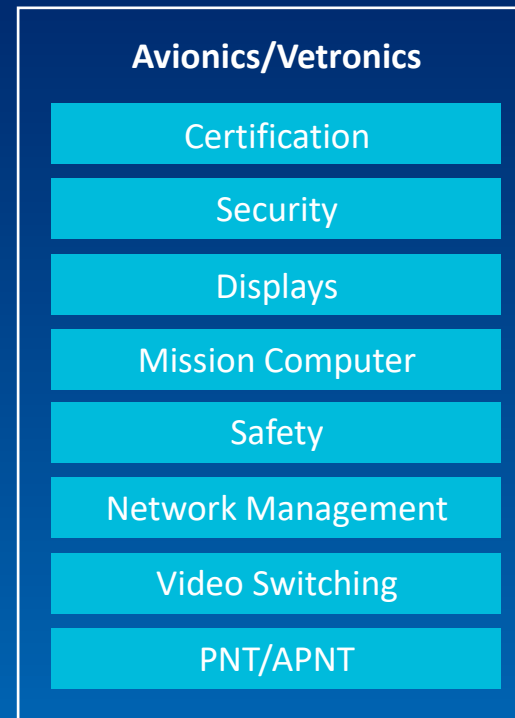 Avionics/Vetronics
Certification
Security
Displays
Mission Computer
Safety
Network Management
Video Switching
PNT/APNT